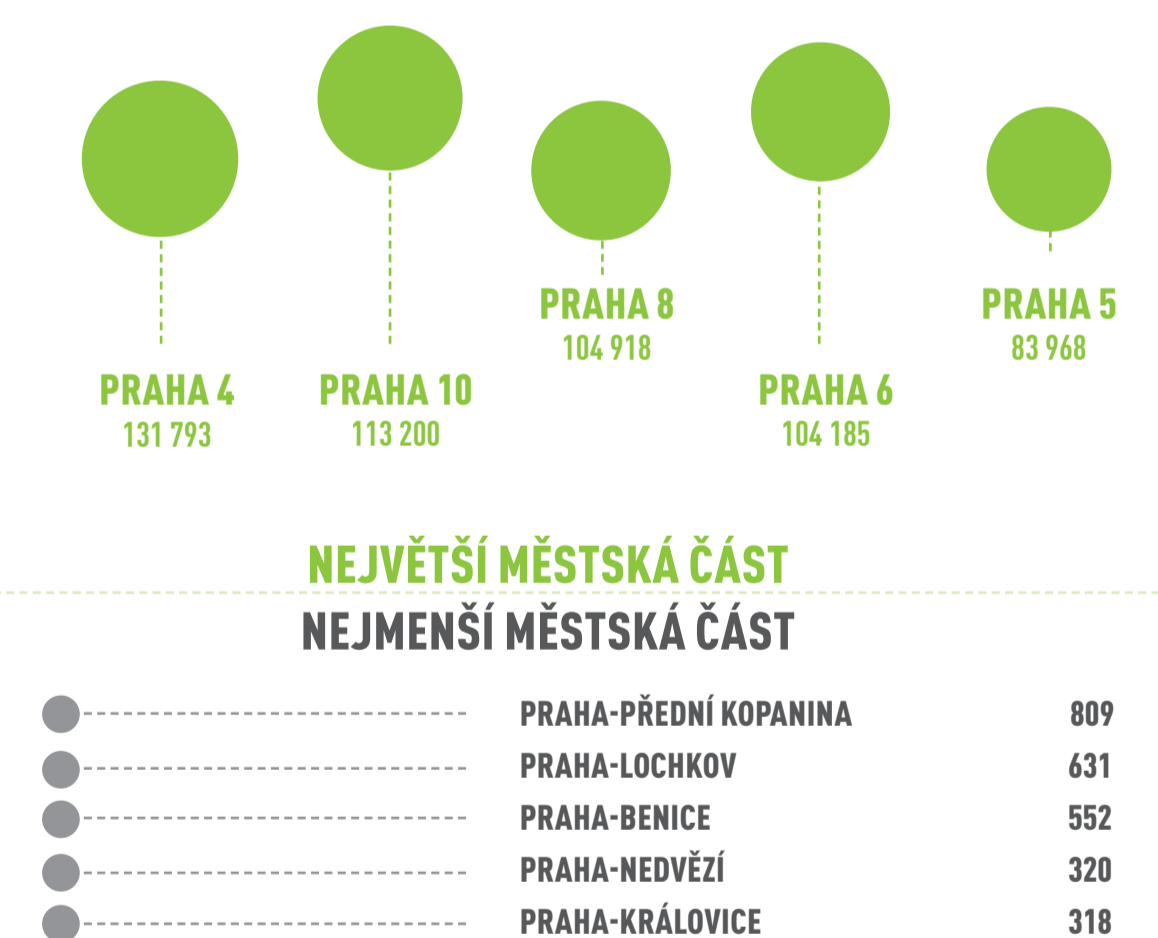 PRAHA 4
131 793
PRAHA 10
113 200
PRAHA 8
104 918
PRAHA 6
104 185
PRAHA 5
83 968
NEJVĚTŠÍ MĚSTSKÁ ČÁST
NEJMENŠÍ MĚSTSKÁ ČÁST
PRAHA-PŘEDNÍ KOPANINA 809
PRAHA-LOCHKOV 631
PRAHA-BENICE 552
PRAHA-NEDVĚZÍ 320
PRAHA-KRÁLOVICE 318